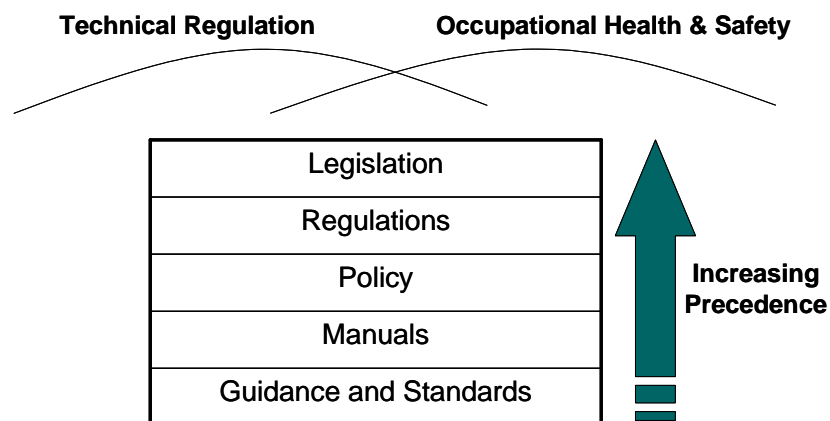 Technical Regulation
Occupational Health & Safety
Legislation
Regulations
Policy
Manuals
Guidance and Standards
Increasing
Precedence